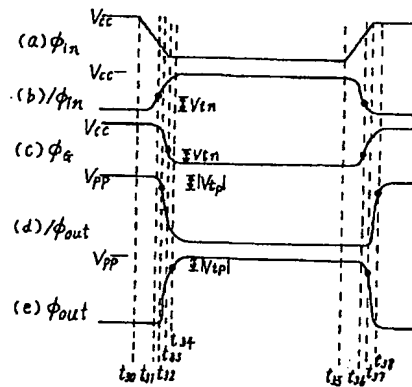 Vcc
(a) ϕIn
Vcc
(b) /ϕIn
Vtn
Vcc
(c) ϕG
Vtn
Vpp
|Vtp|
(d) /ϕout
Vpp
|Vtp|
(e) ϕout
t30 t31 t32 t33 t34 t35 t36 t37 t38